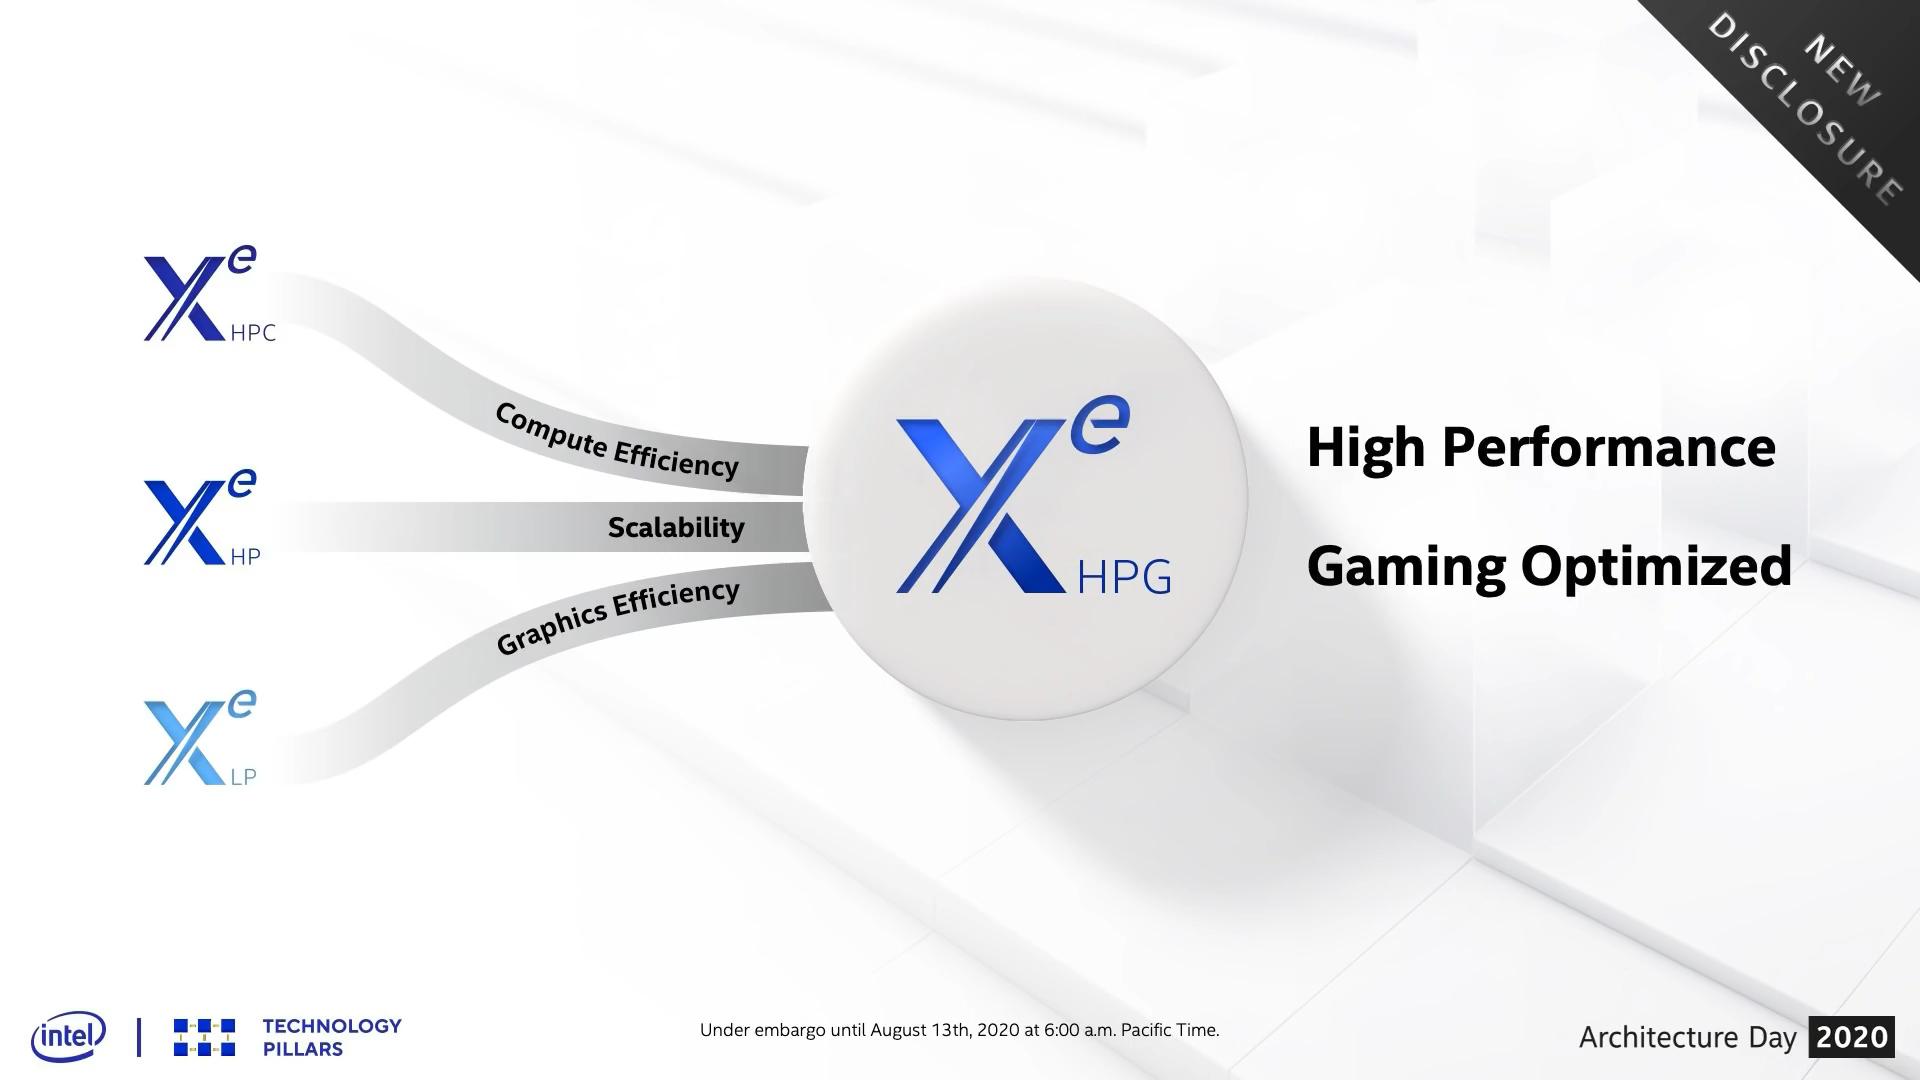 NEW
DISCLOSURE
Xe HPC
Compute Efficiency
Xe HP
Scalability
Xe LP
Graphics Efficiency
Xe HPG
High Performance
Gaming Optimized
intel
TECHNOLOGY
PILLARS
Under embargo until August 13th, 2020 at 6:00 a.m. Pacific Time.
Architecture Day 2020